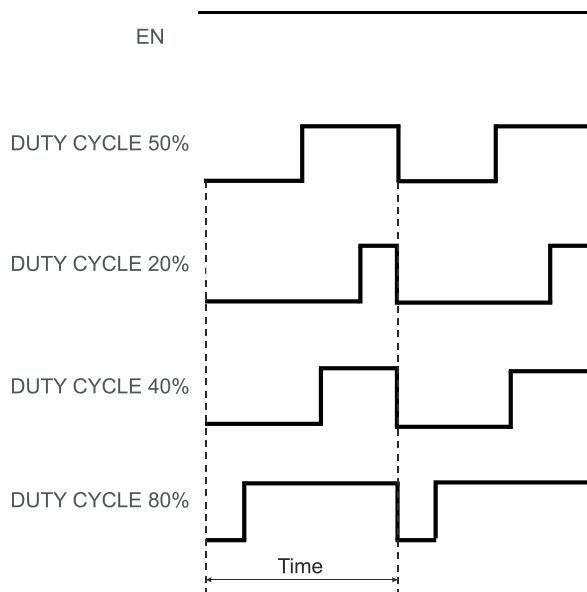 EN
DUTY CYCLE 50%
DUTY CYCLE 20%
DUTY CYCLE 40%
DUTY CYCLE 80%
Time